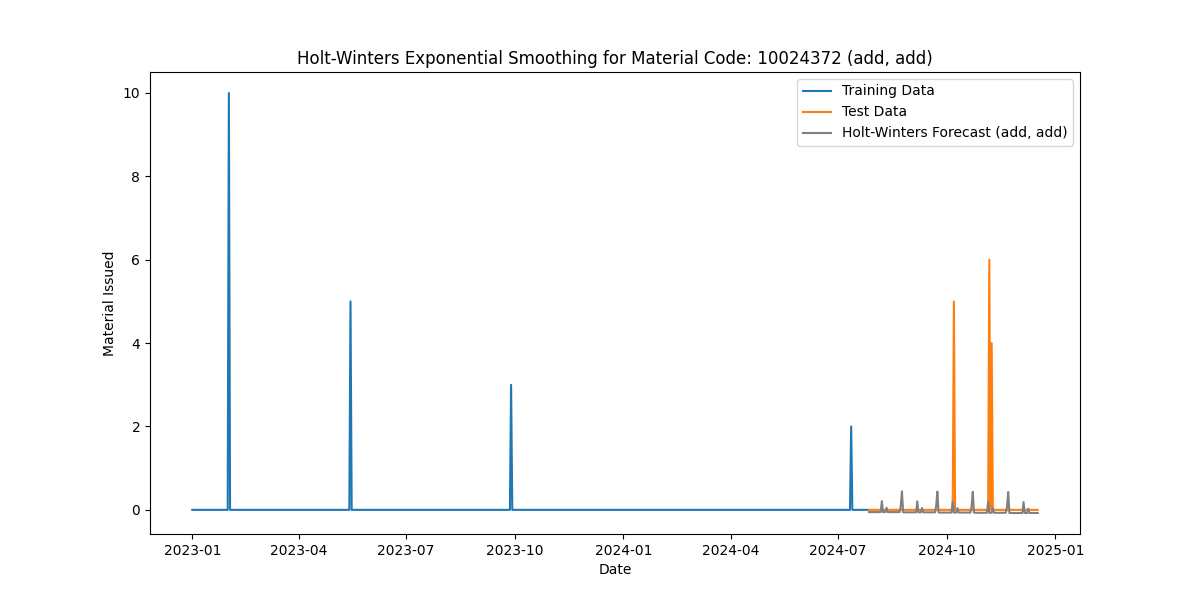 Holt-Winters Exponential Smoothing for Material Code: 10024372 (add, add)
Training Data
Test Data
Holt-Winters Forecast (add, add)
Material Issued
10
8
6
4
2
0
2023-01
2023-04
2023-07
2023-10
2024-01
2024-04
2024-07
2024-10
2025-01
Date